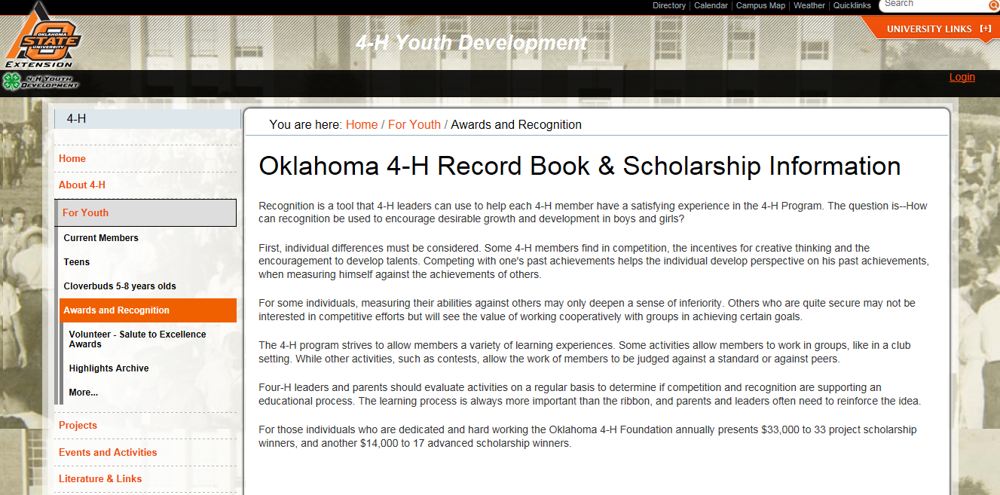 Directory | Calendar | Campus Map | Weather | Quicklinks
Search
UNIVERSITY LINKS [+]
OKLAHOMA
STATE
UNIVERSITY
EXTENSION
4-H Youth Development
4-H YOUTH
DEVELOPMENT
Login
4-H
Home
About 4-H
For Youth
Current Members
Teens
Cloverbuds 5-8 years olds
Awards and Recognition
Volunteer - Salute to Excellence
Awards
Highlights Archive
More...
Projects
Events and Activities
Literature & Links
You are here: Home / For Youth / Awards and Recognition
Oklahoma 4-H Record Book & Scholarship Information
Recognition is a tool that 4-H leaders can use to help each 4-H member have a satisfying experience in the 4-H Program. The question is--How
can recognition be used to encourage desirable growth and development in boys and girls?
First, individual differences must be considered. Some 4-H members find in competition, the incentives for creative thinking and the
encouragement to develop talents. Competing with one's past achievements helps the individual develop perspective on his past achievements,
when measuring himself against the achievements of others.
For some individuals, measuring their abilities against others may only deepen a sense of inferiority. Others who are quite secure may not be
interested in competitive efforts but will see the value of working cooperatively with groups in achieving certain goals.
The 4-H program strives to allow members a variety of learning experiences. Some activities allow members to work in groups, like in a club
setting. While other activities, such as contests, allow the work of members to be judged against a standard or against peers.
Four-H leaders and parents should evaluate activities on a regular basis to determine if competition and recognition are supporting an
educational process. The learning process is always more important than the ribbon, and parents and leaders often need to reinforce the idea.
For those individuals who are dedicated and hard working the Oklahoma 4-H Foundation annually presents $33,000 to 33 project scholarship
winners, and another $14,000 to 17 advanced scholarship winners.